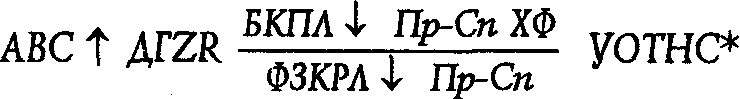 АВС ↑ ДГZR
БКПЛ ↓ Пр-Сп ХФ
ФЗКРЛ ↓ Пр-Сп
УОТНС*